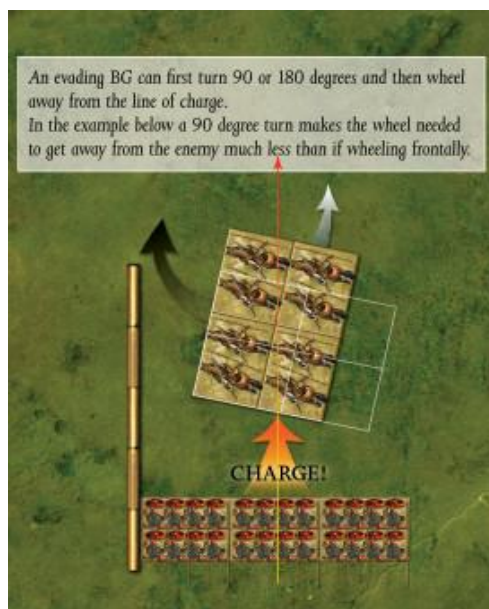 An evading BG can first turn 90 or 180 degrees and then wheel
away from the line of charge.
In the example below a 90 degree turn makes the wheel needed
to get away from the enemy much less than if wheeling frontally.
CHARGE!